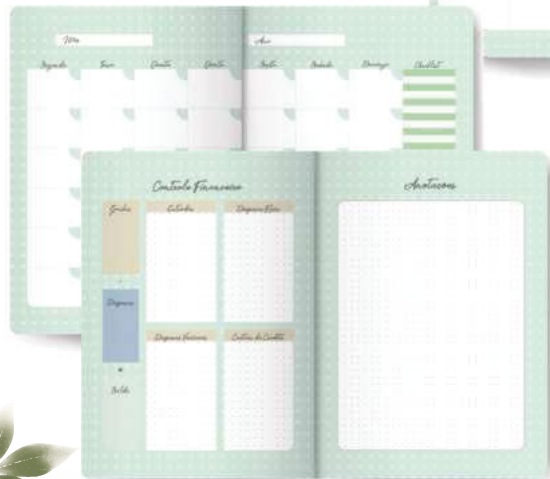 Mês
Ano
Segunda Terça Quarta Quinta Sexta Sábado Domingo Checklist
Controle Financeiro
Anotações
Ganhos
Entradas
Despesas Fixas
Despesas
Despesas Variáveis
Cartão de Crédito
Saldo